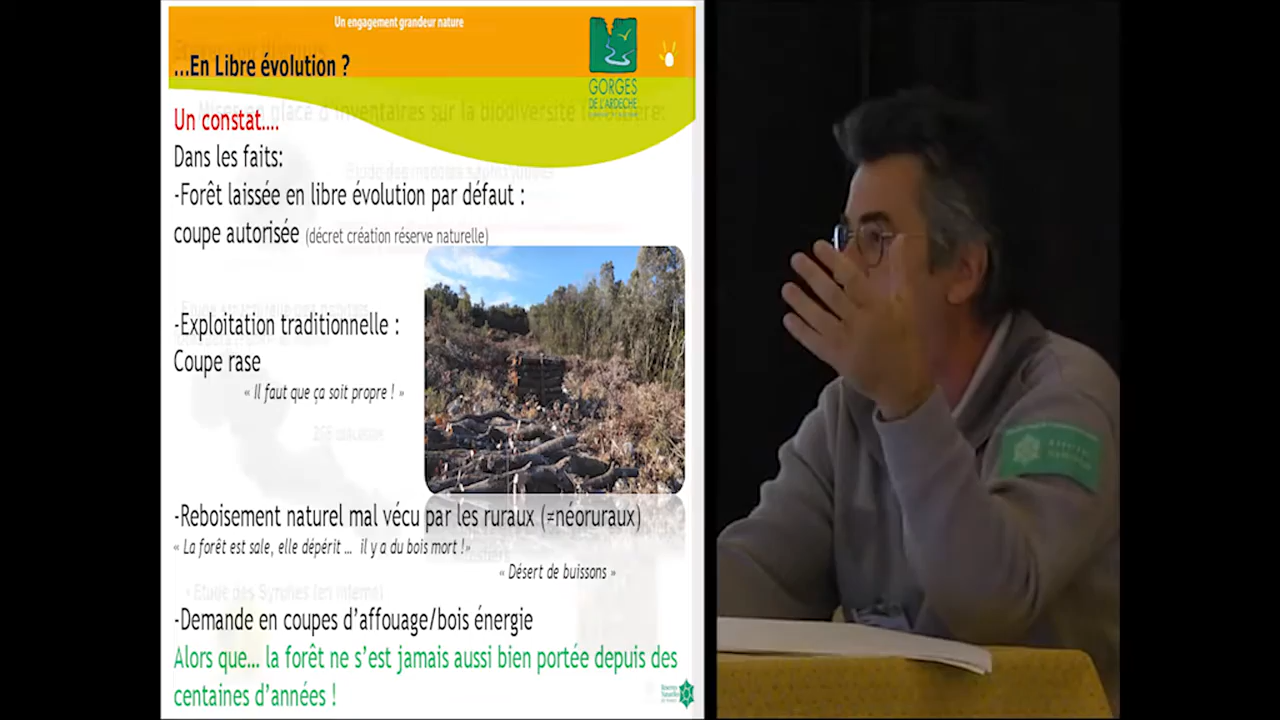 Un engagement grandeur nature
...En Libre évolution ?
GORGES
DE L'ARDÈCHE
Un constat....
Dans les faits:
-Forêt laissée en libre évolution par défaut :
coupe autorisée (décret création réserve naturelle)
-Exploitation traditionnelle :
Coupe rase
« Il faut que ça soit propre ! »
-Reboisement naturel mal vécu par les ruraux (≠néoruraux)
« La forêt est sale, elle dépérit ... il y a du bois mort !»
« Désert de buissons »
-Demande en coupes d'affouage/bois énergie
Alors que... la forêt ne s'est jamais aussi bien portée depuis des
centaines d'années !
Réserves
Naturelles